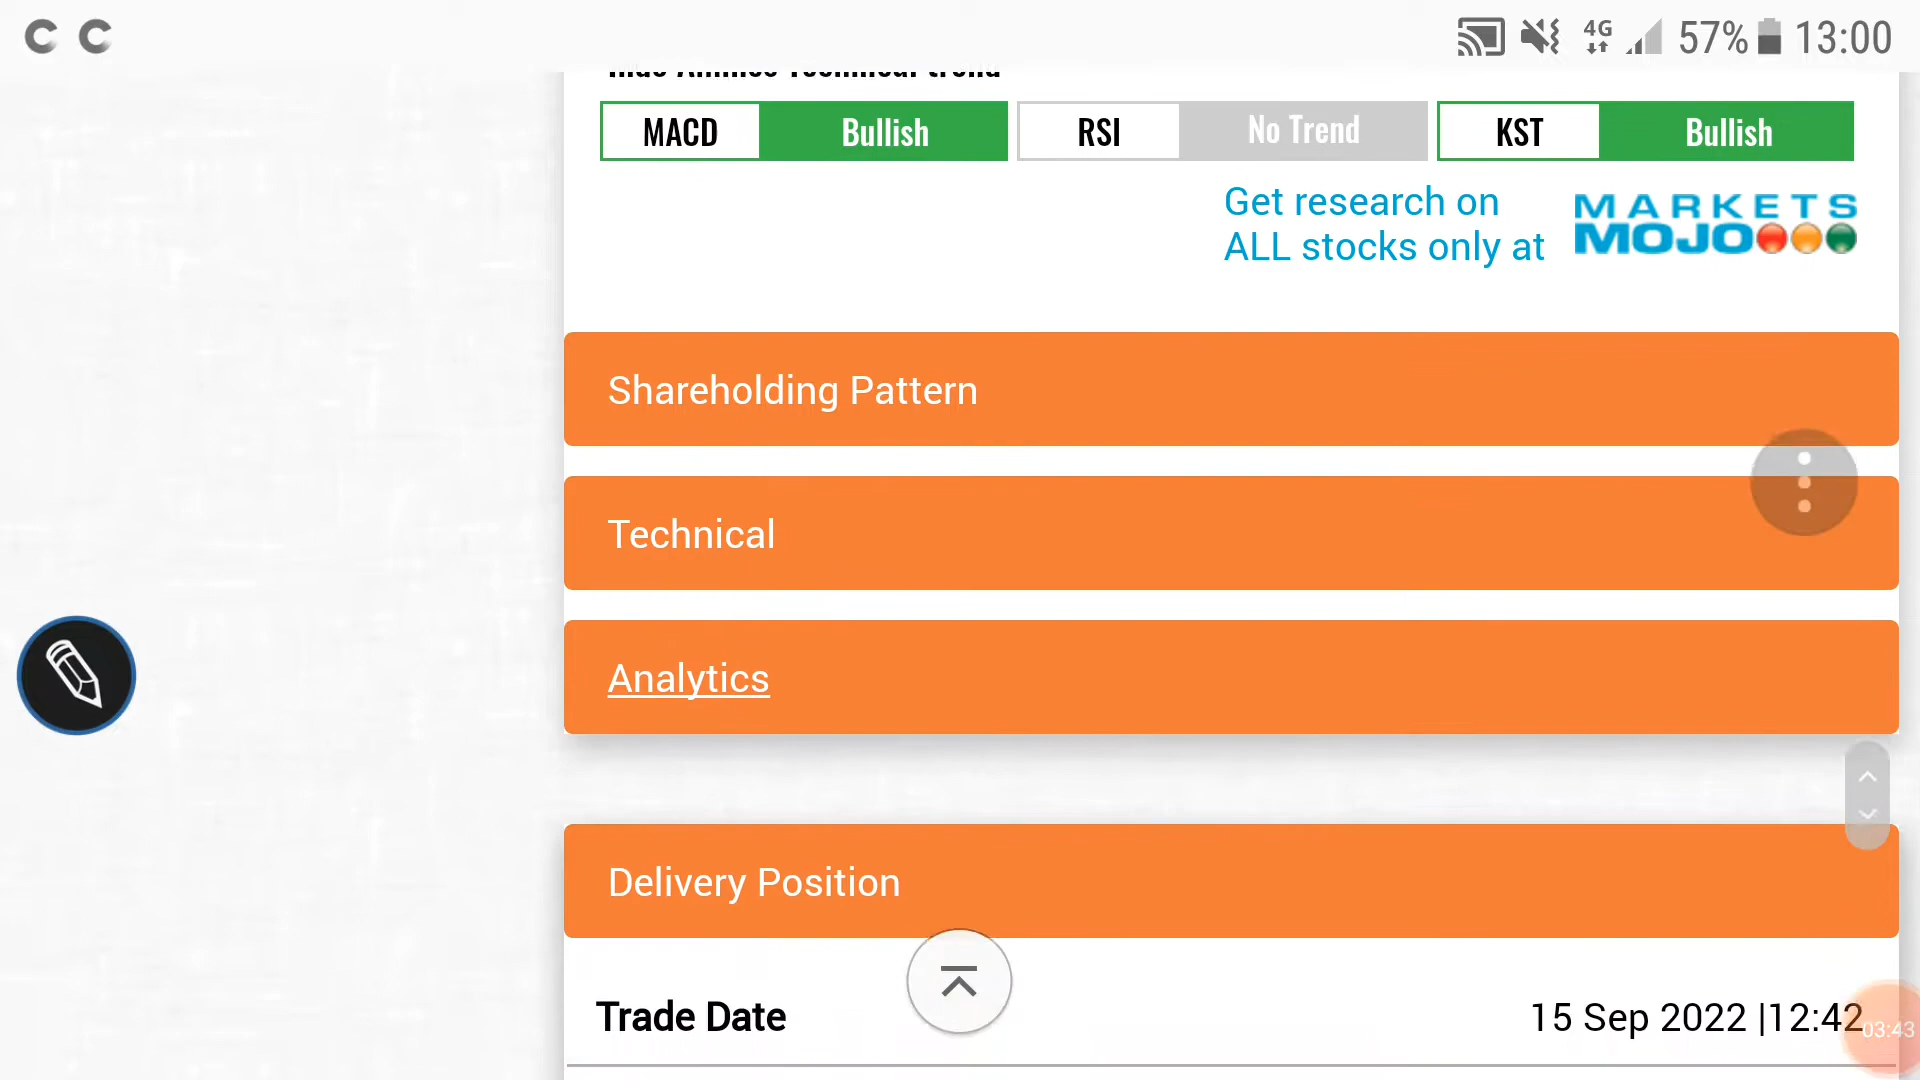 C C 4G 57% 13:00
MACD Bullish RSI No Trend KST Bullish
Get research on
ALL stocks only at
MARKETS
MOJO
Shareholding Pattern
Technical
Analytics
Delivery Position
Trade Date 15 Sep 2022 |12:42
03:43